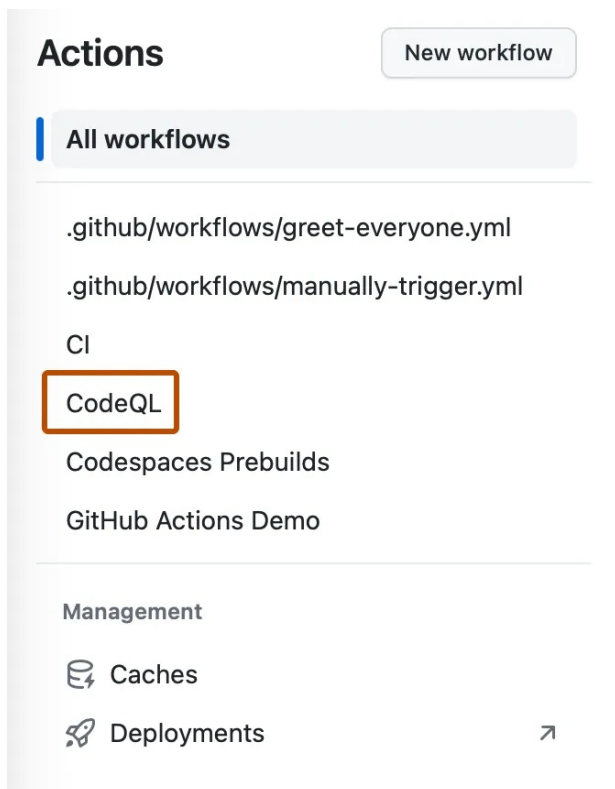 Actions
New workflow
All workflows
.github/workflows/greet-everyone.yml
.github/workflows/manually-trigger.yml
CI
CodeQL
Codespaces Prebuilds
GitHub Actions Demo
Management
Caches
Deployments